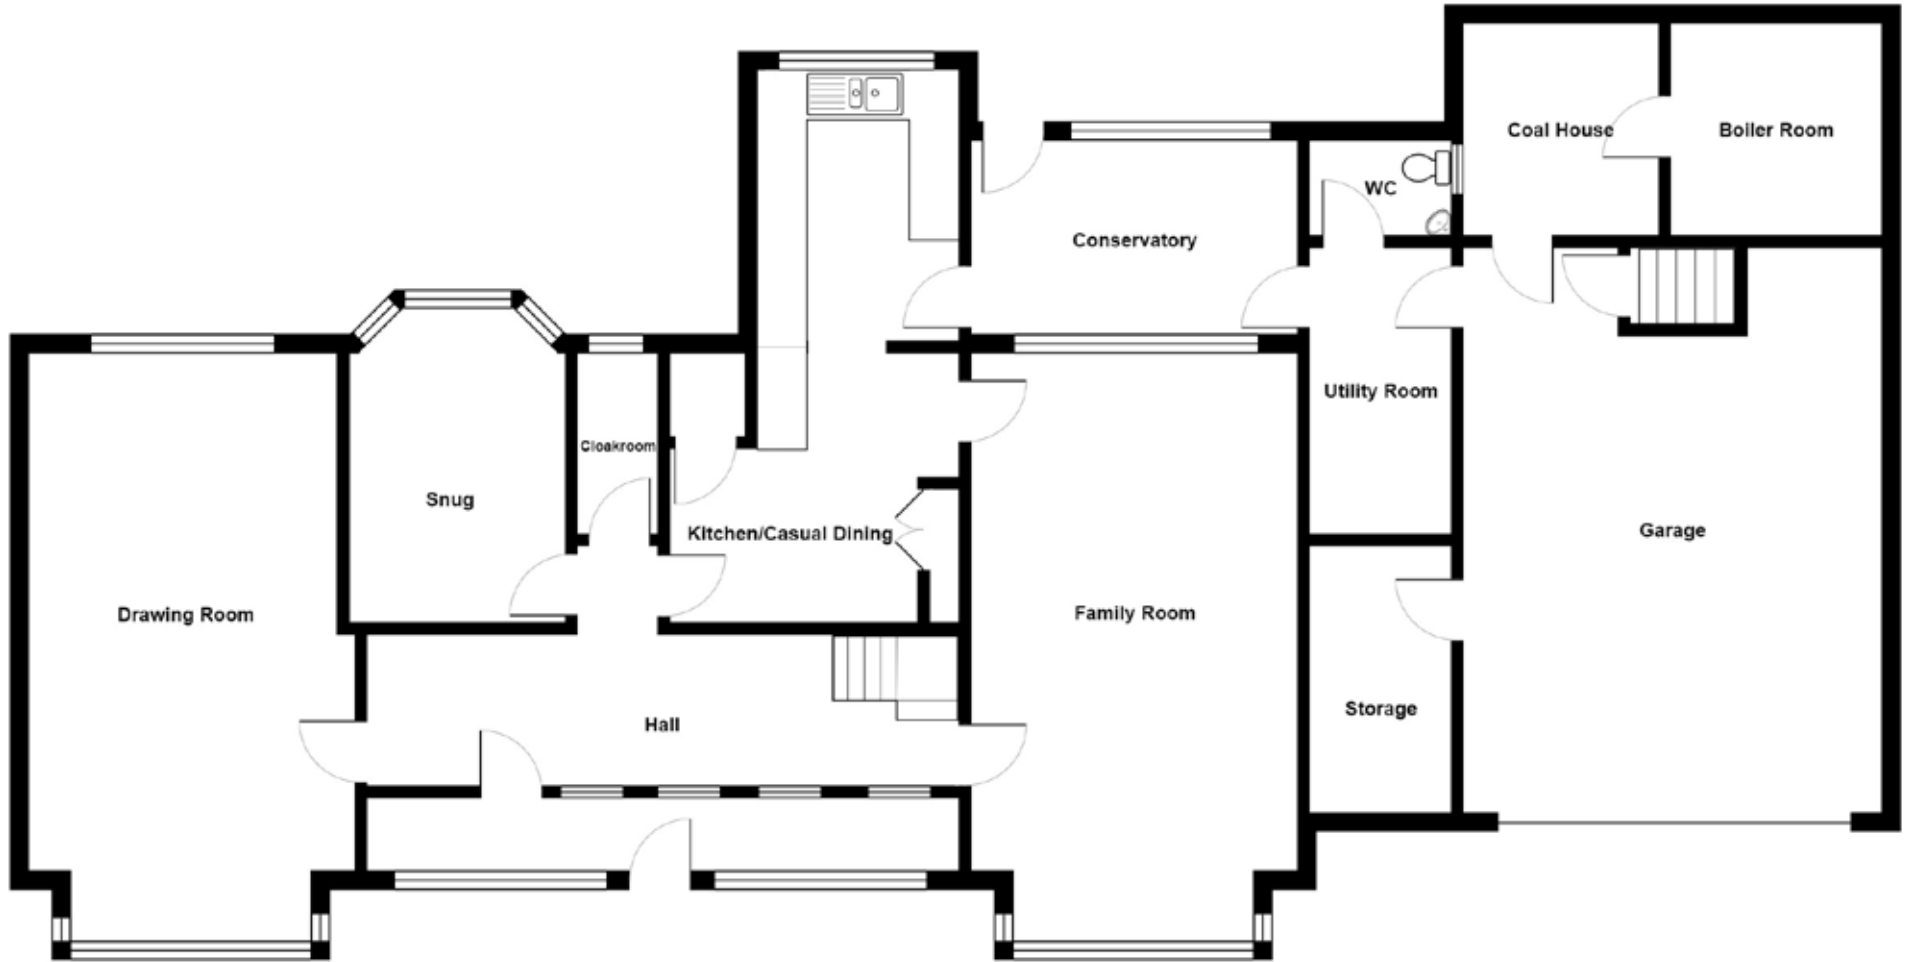 Coal House
Boiler Room
WC
Conservatory
Utility Room
Cloakroom
Snug
Kitchen/Casual Dining
Garage
Drawing Room
Family Room
Storage
Hall